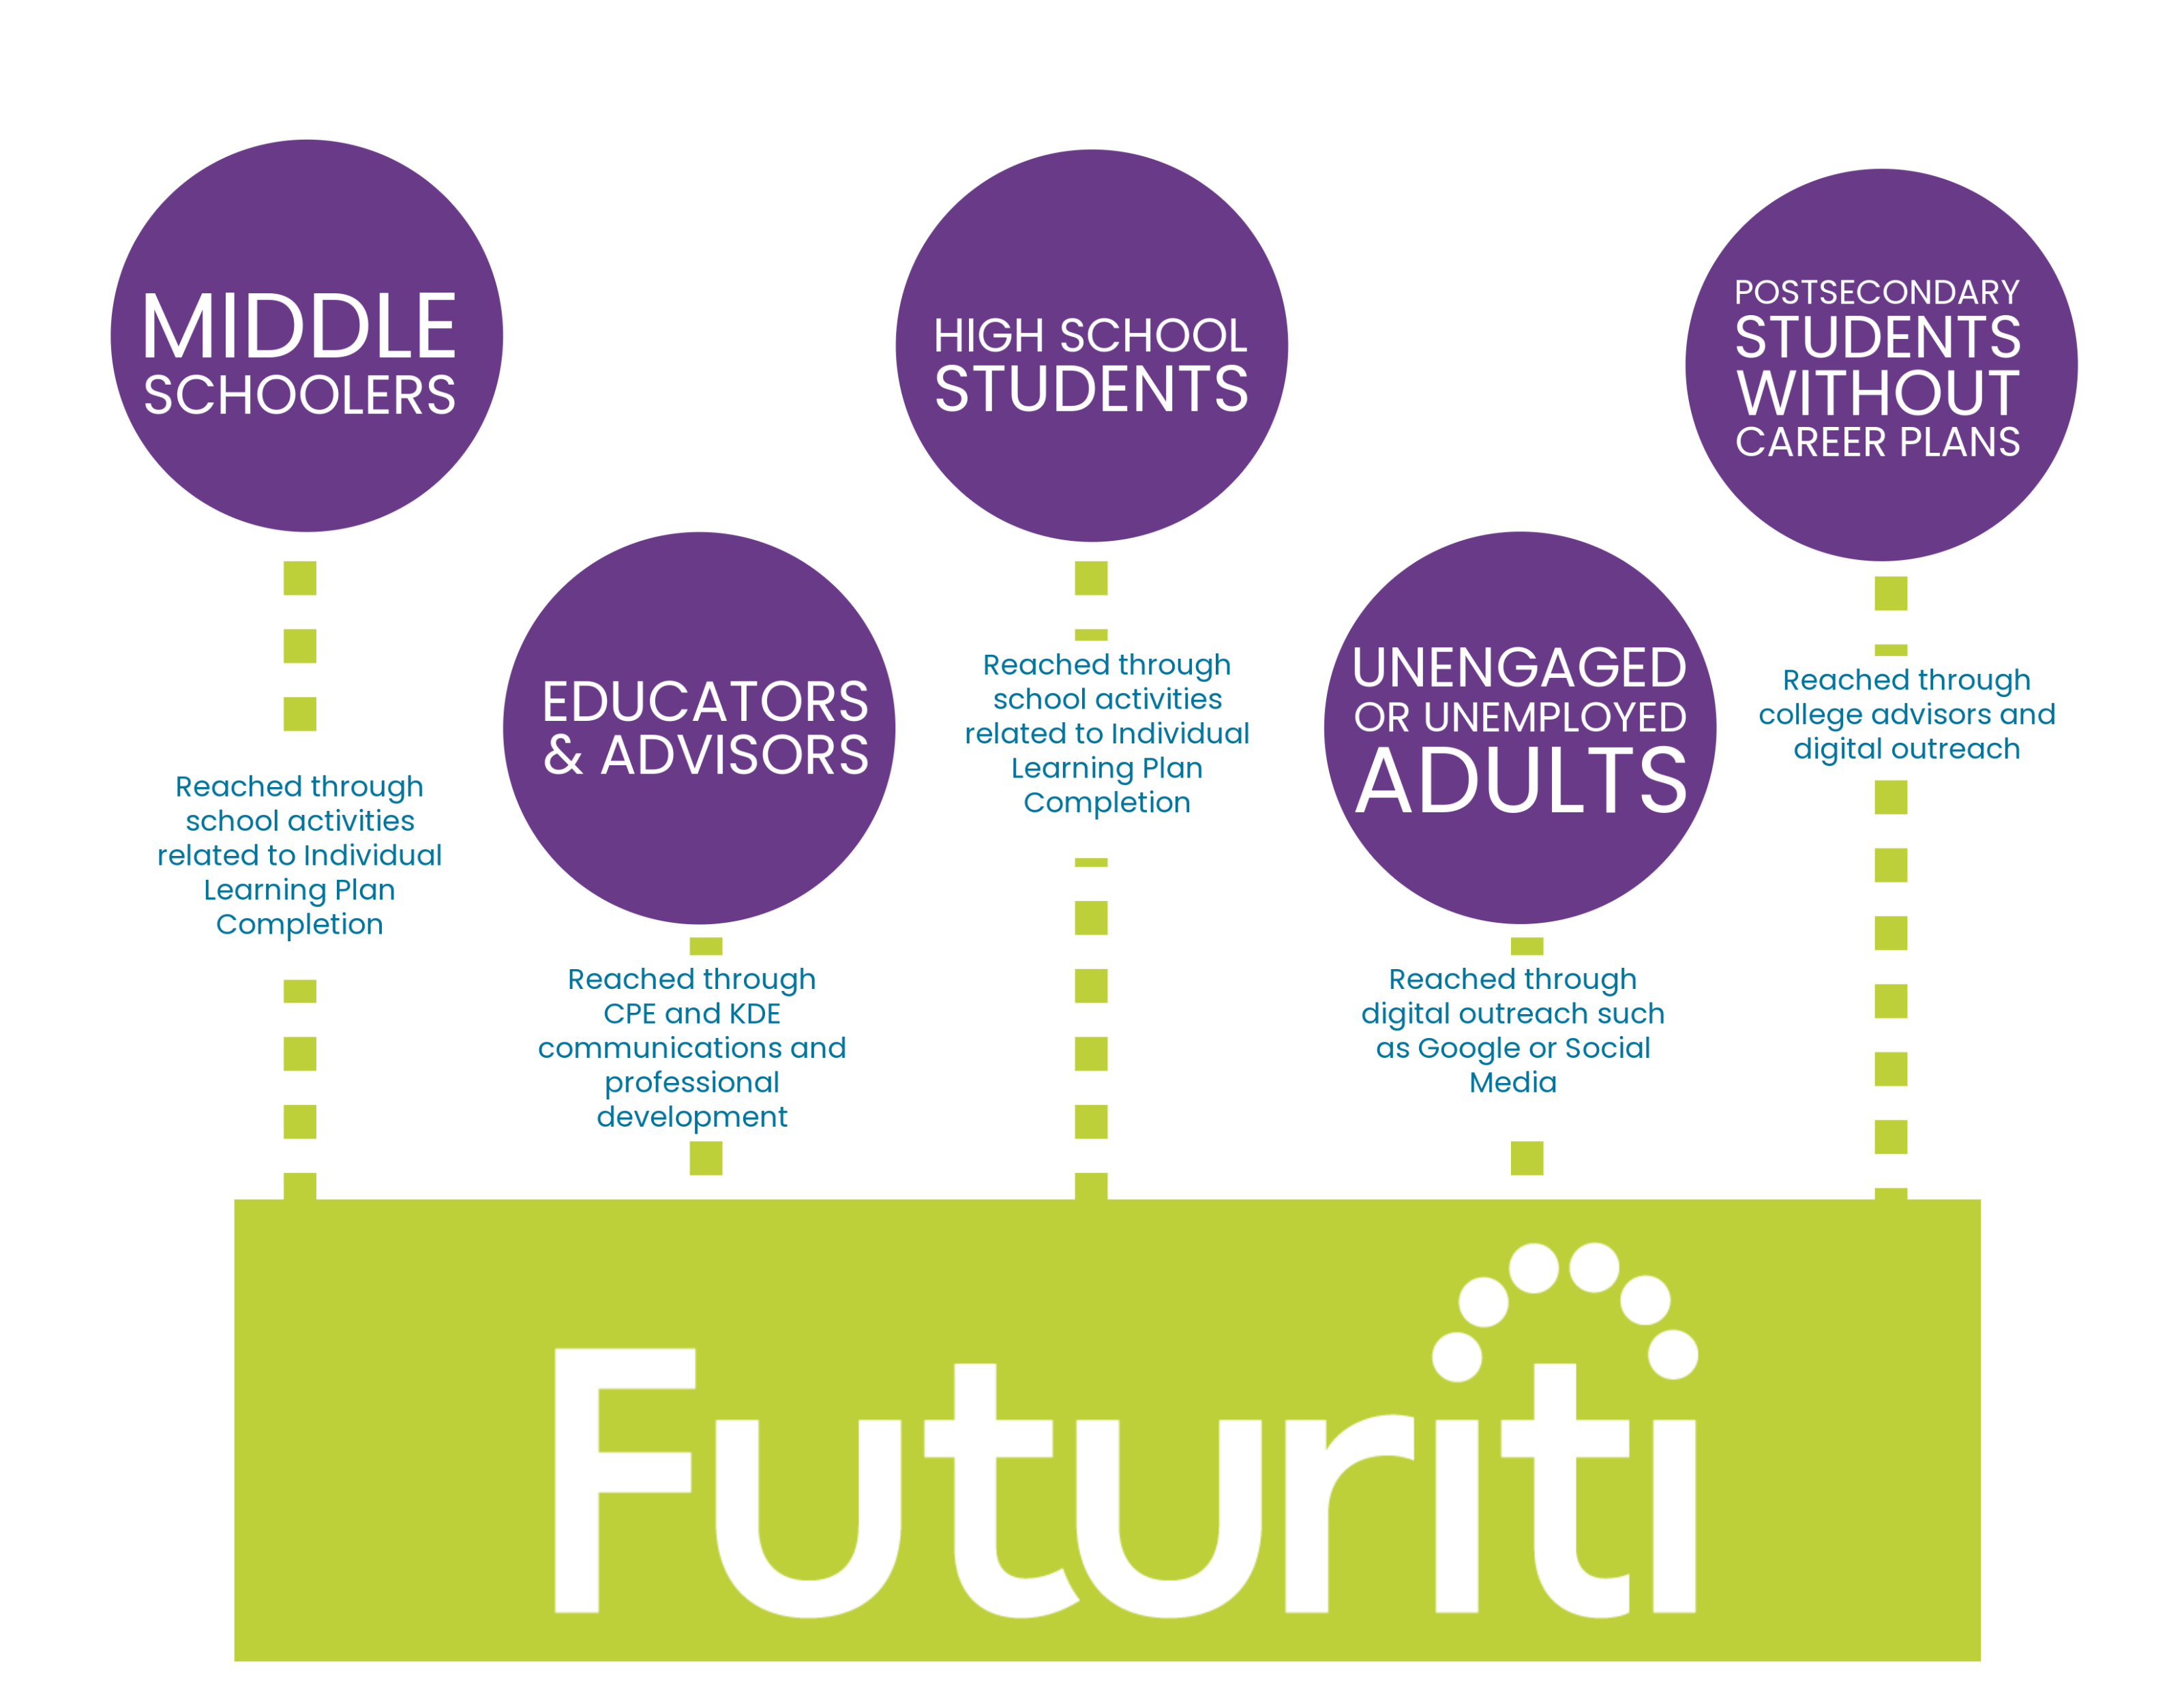 MIDDLE
SCHOOLERS
Reached through
school activities
related to Individual
Learning Plan
Completion
EDUCATORS
& ADVISORS
Reached through
CPE and KDE
communications and
professional
development
HIGH SCHOOL
STUDENTS
Reached through
school activities
related to Individual
Learning Plan
Completion
UNENGAGED
OR UNEMPLOYED
ADULTS
Reached through
digital outreach such
as Google or Social
Media
POSTSECONDARY
STUDENTS
WITHOUT
CAREER PLANS
Reached through
college advisors and
digital outreach
Futuriti